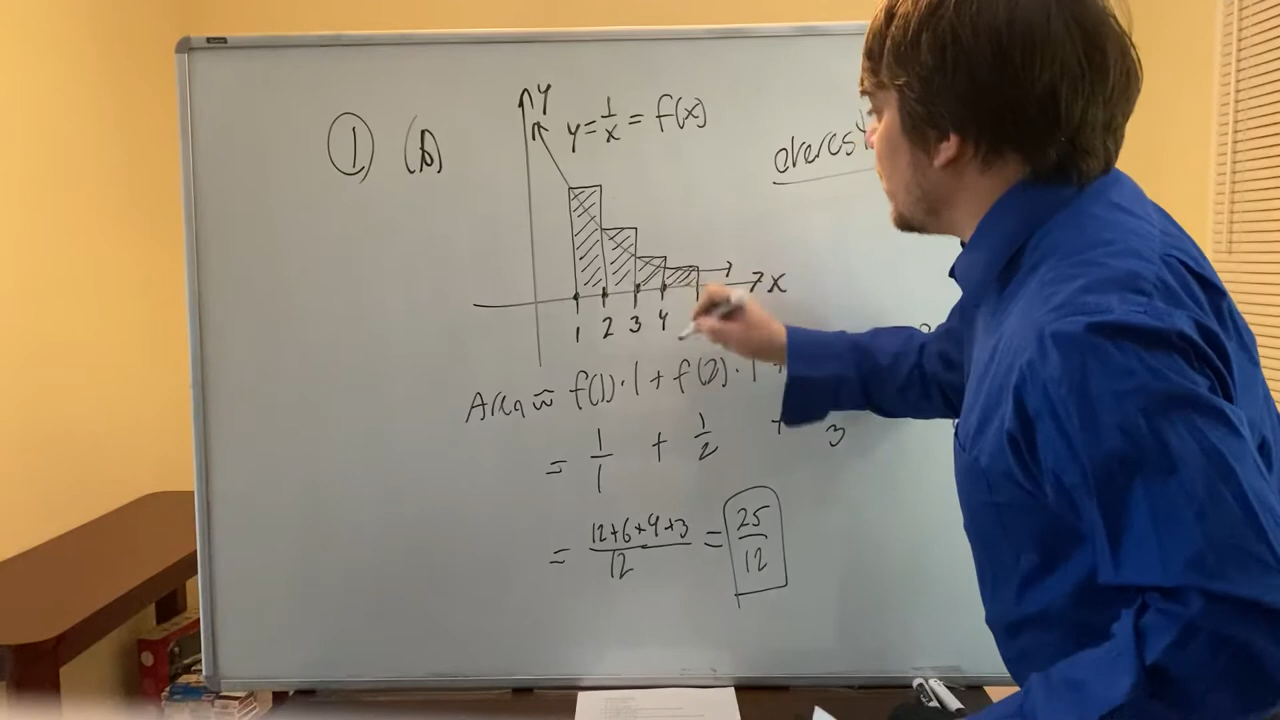 ① (A)
y
y = 1/x = f(x)
x
1 2 3 4
Area ≈ f(1)·1 + f(2)·1 +
= 1/1 + 1/2 + 3
= 12+6+4+3/12 = 25/12